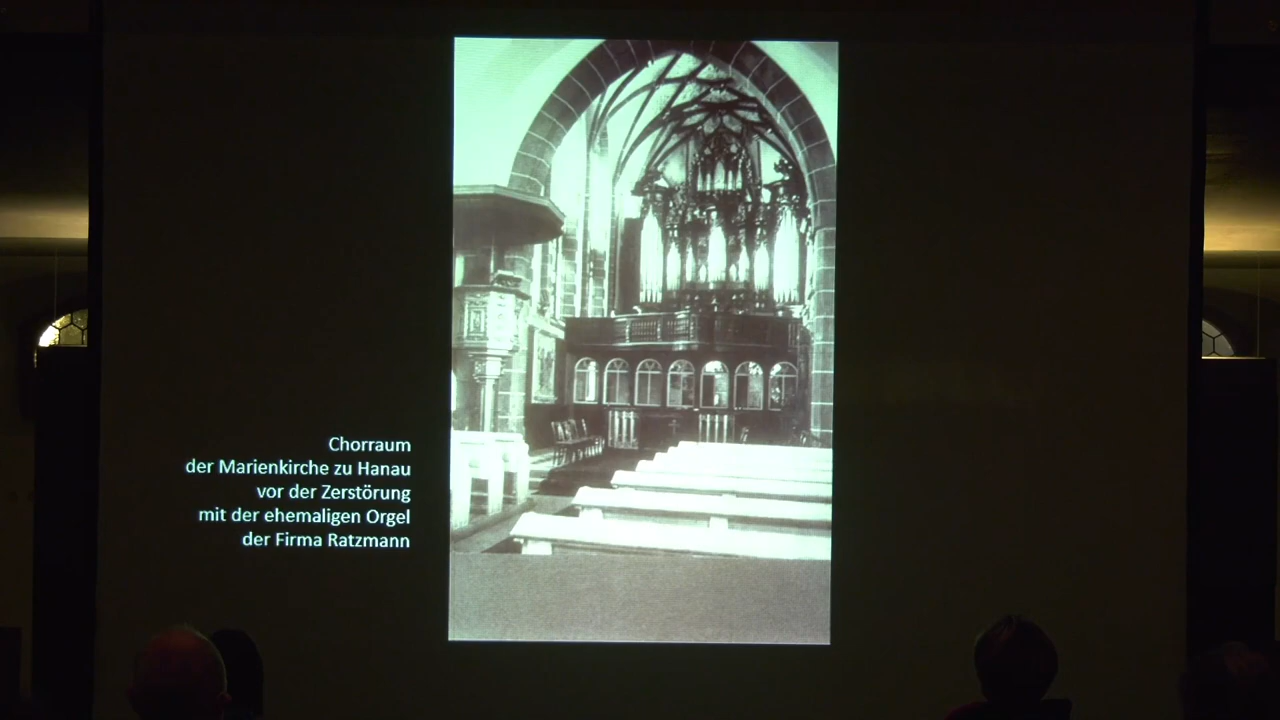 Chorraum
der Marienkirche zu Hanau
vor der Zerstörung
mit der ehemaligen Orgel
der Firma Ratzmann